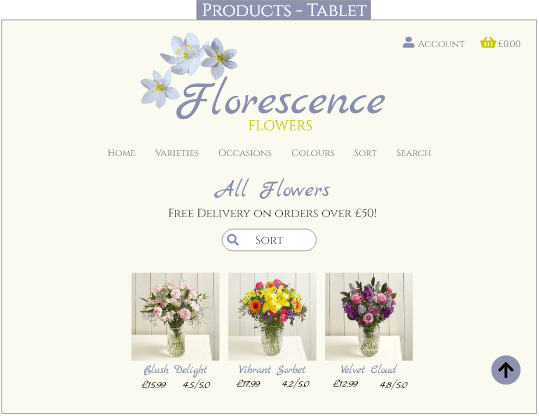 Products - Tablet
Account £0.00
Florescence
FLOWERS
Home Varieties Occasions Colours Sort Search
All Flowers
Free Delivery on orders over £50!
Sort
Blush Delight Vibrant Sorbet Velvet Cloud
£15.99 4.5/5.0 £17.99 4.2/5.0 £12.99 4.8/5.0